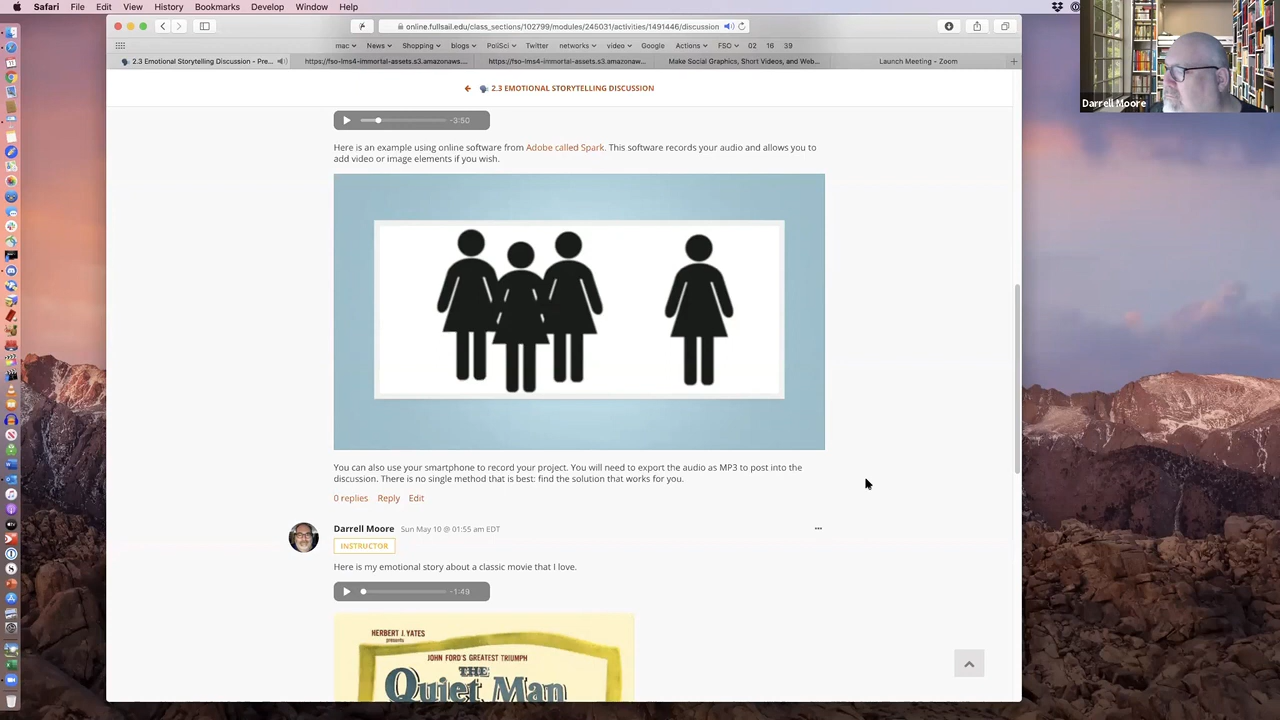 Safari File Edit View History Bookmarks Develop Window Help
online.fullsail.edu/class_sections/102799/modules/245031/activities/1491446/discussion
mac News Shopping blogs PoliSci Twitter networks video Google Actions FSO 02 16 39
2.3 Emotional Storytelling Discussion - Pre... https://fso-lms4-immortal-assets.s3.amazonaws.... https://fso-lms4-immortal-assets.s3.amazonaw... Make Social Graphics, Short Videos, and Web... Launch Meeting - Zoom
Darrell Moore
2.3 EMOTIONAL STORYTELLING DISCUSSION
-3:50
Here is an example using online software from Adobe called Spark. This software records your audio and allows you to
add video or image elements if you wish.
You can also use your smartphone to record your project. You will need to export the audio as MP3 to post into the
discussion. There is no single method that is best: find the solution that works for you.
0 replies Reply Edit
Darrell Moore Sun May 10 @ 01:55 am EDT
INSTRUCTOR
Here is my emotional story about a classic movie that I love.
-1:49
HERBERT J. YATES
presents
JOHN FORD'S GREATEST TRIUMPH
THE
Quiet Man